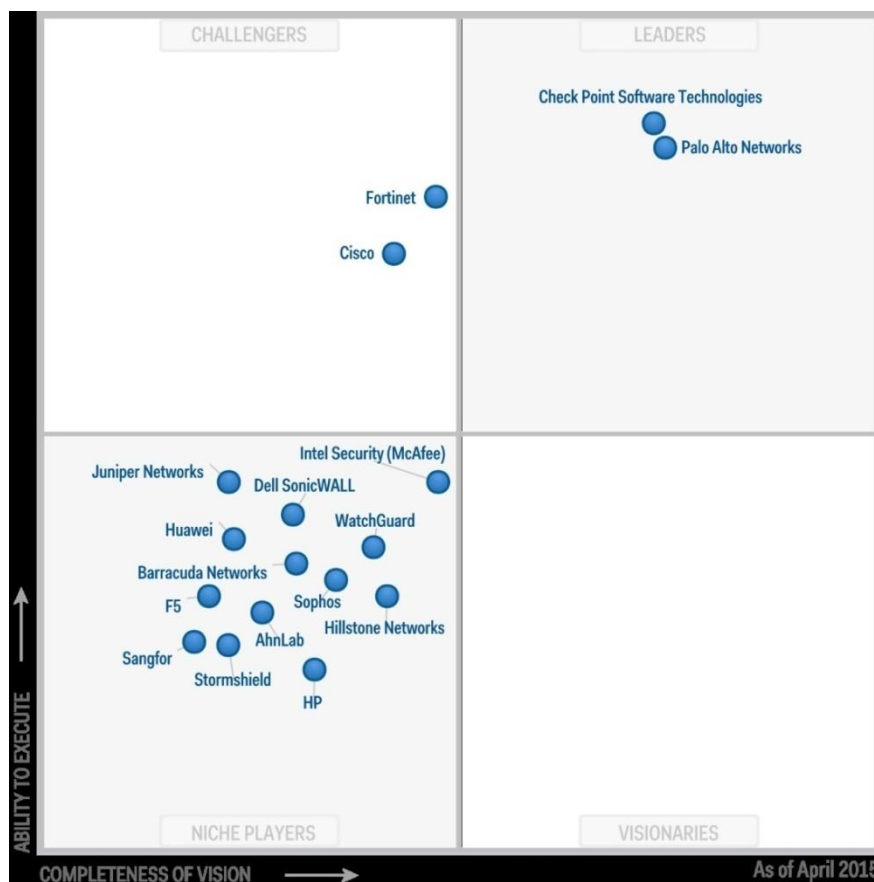 CHALLENGERS
LEADERS
Check Point Software Technologies
Palo Alto Networks
Fortinet
Cisco
Intel Security (McAfee)
Juniper Networks
Dell SonicWALL
WatchGuard
Huawei
Barracuda Networks
Sophos
F5
Hillstone Networks
AhnLab
Sangfor
Stormshield
HP
ABILITY TO EXECUTE
NICHE PLAYERS
VISIONARIES
COMPLETENESS OF VISION
As of April 2015